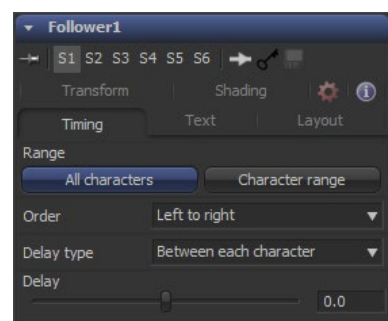 Follower1
S1 S2 S3 S4 S5 S6
Transform Shading
Timing Text Layout
Range
All characters Character range
Order Left to right
Delay type Between each character
Delay
0.0